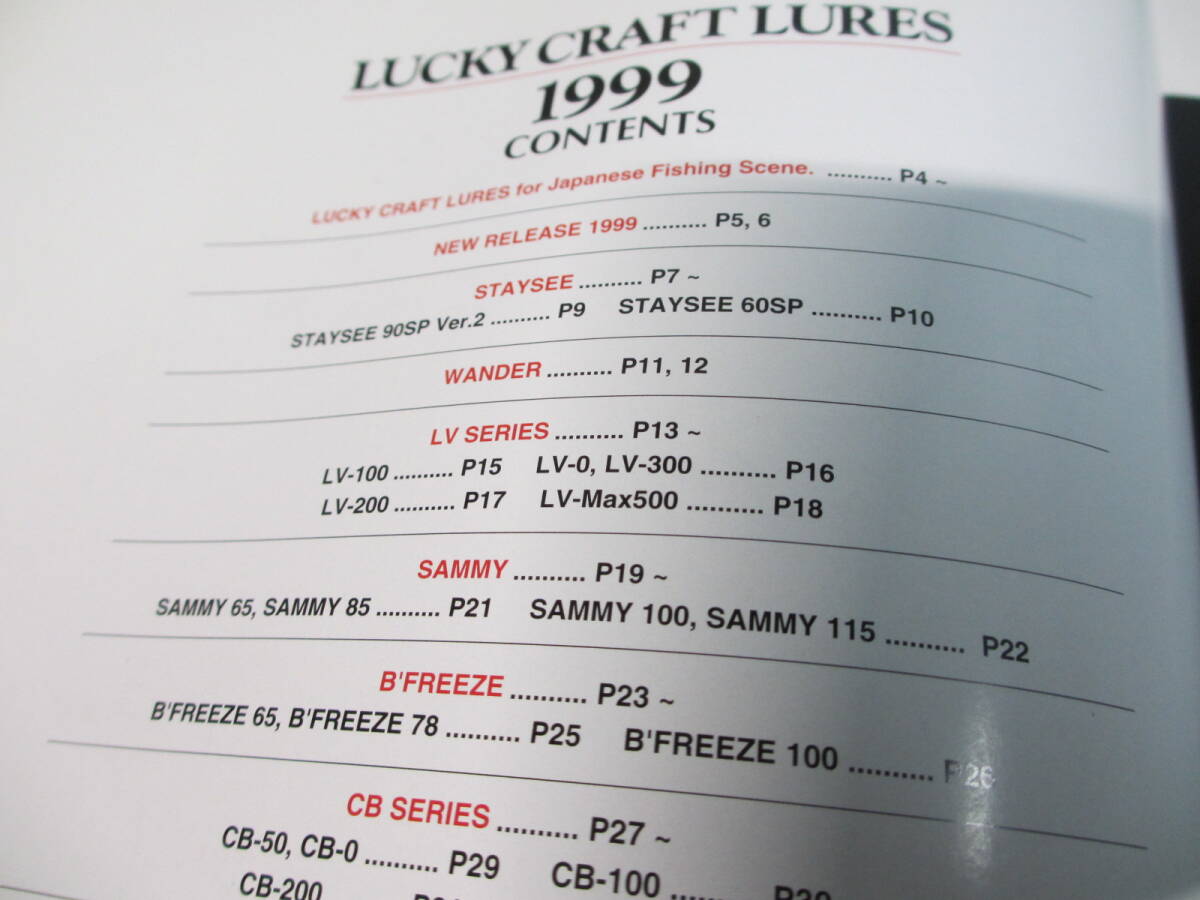 LUCKY CRAFT LURES
1999
CONTENTS
LUCKY CRAFT LURES for Japanese Fishing Scene. .......... P4 ~
NEW RELEASE 1999 .......... P5, 6
STAYSEE .......... P7 ~
STAYSEE 90SP Ver.2 .......... P9 STAYSEE 60SP .......... P10
WANDER .......... P11, 12
LV SERIES .......... P13 ~
LV-100 .......... P15 LV-0, LV-300 .......... P16
LV-200 .......... P17 LV-Max500 .......... P18
SAMMY .......... P19 ~
SAMMY 65, SAMMY 85 .......... P21 SAMMY 100, SAMMY 115 .......... P22
B'FREEZE .......... P23 ~
B'FREEZE 65, B'FREEZE 78 .......... P25 B'FREEZE 100 .......... P26
CB SERIES .......... P27 ~
CB-50, CB-0 .......... P29 CB-100 ..........
CB-200